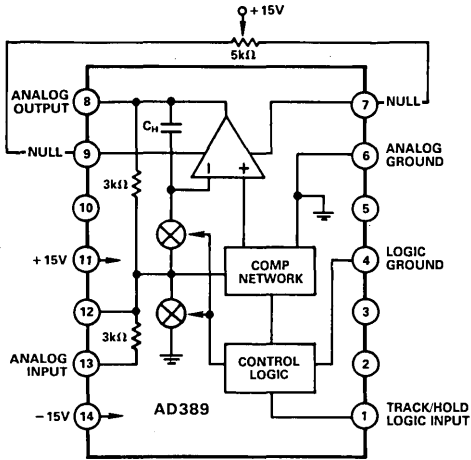 +15V
5kΩ
ANALOG
OUTPUT
8
7
NULL
C_H
NULL
9
6
ANALOG
GROUND
3kΩ
–
+
10
5
+15V
11
4
LOGIC
GROUND
COMP
NETWORK
12
3
3kΩ
ANALOG
INPUT
13
2
CONTROL
LOGIC
–15V
14
AD389
1
TRACK/HOLD
LOGIC INPUT